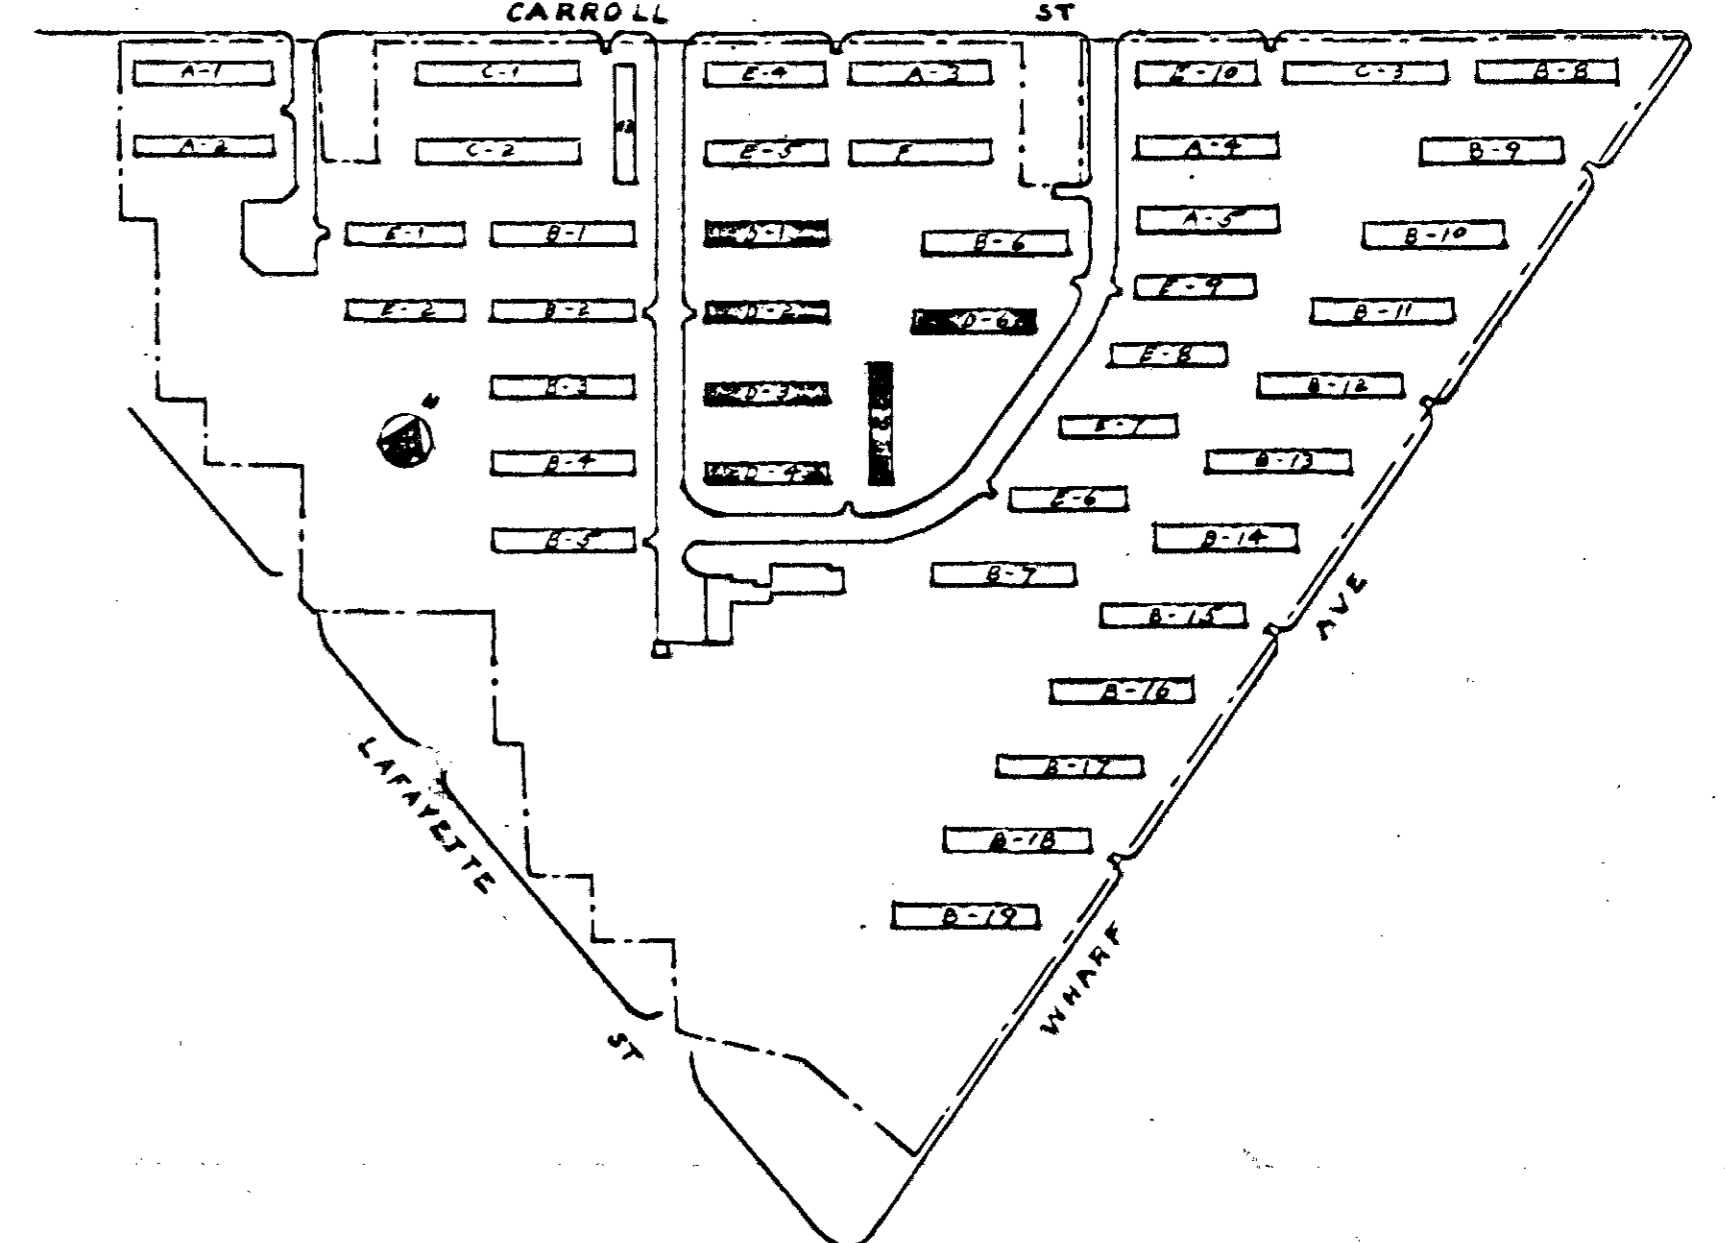 CARROLL ST
A-1 C-1 E-4 A-3 E-10 C-3 B-8
A-2 C-2 E-5 F A-4 B-9
E-1 B-1 D-1 B-6 A-5 B-10
E-2 B-2 D-2 D-6 E-9 B-11
B-3 D-3 E-8 B-12
N
B-4 D-4 E-7 B-13
B-5 E-6 B-14
B-7 B-15
B-16
B-17
B-18
B-19
LAFAYETTE ST
WHARF AVE